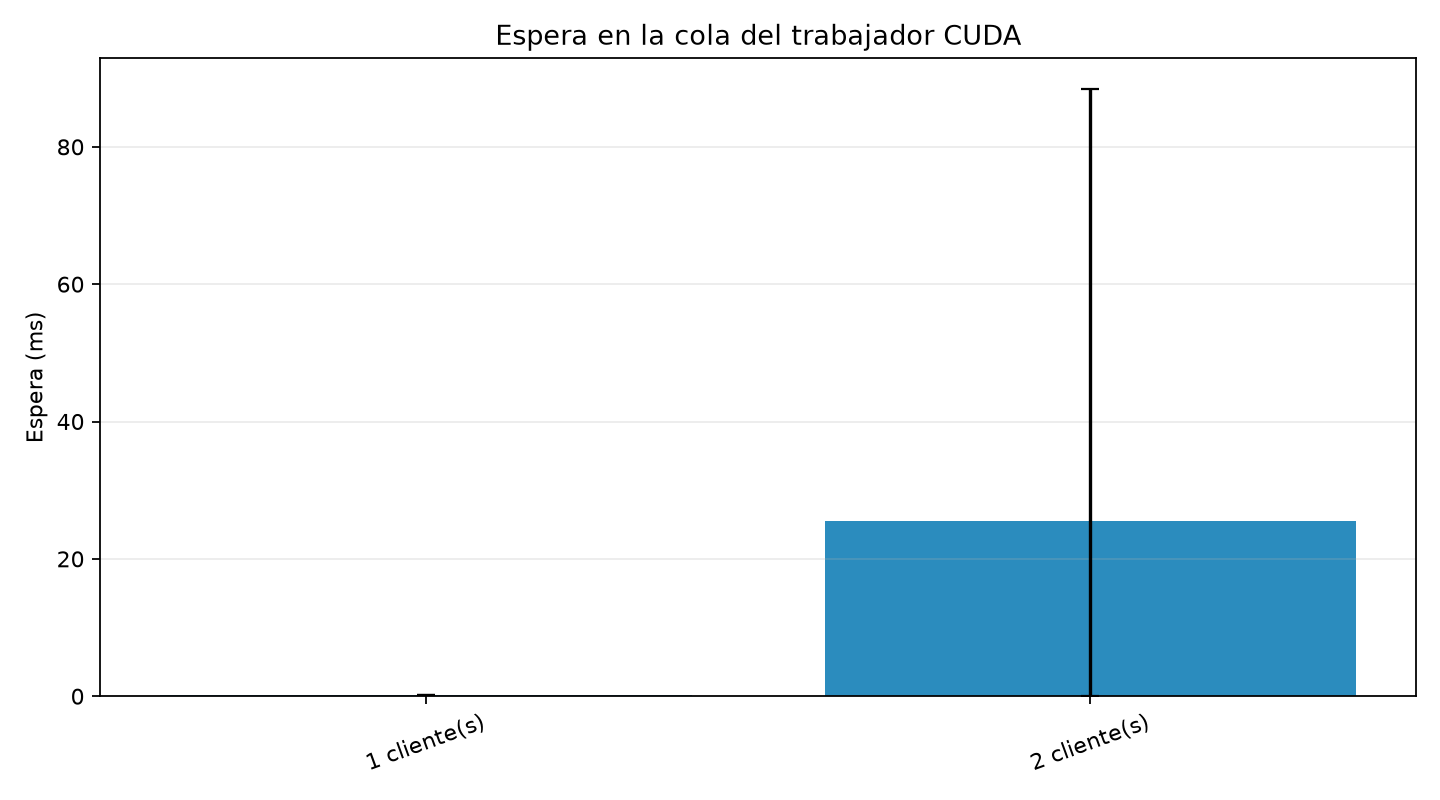 Espera en la cola del trabajador CUDA
Espera (ms)
80
60
40
20
0
1 cliente(s)
2 cliente(s)